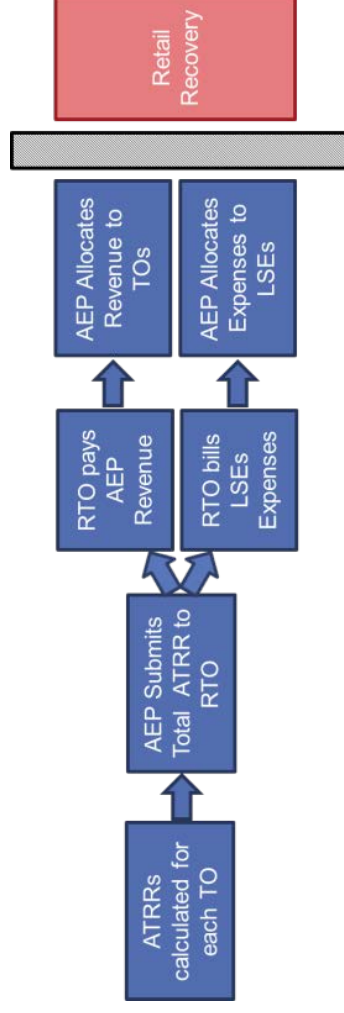 ATRRs
calculated for
each TO
AEP Submits
Total ATRR to
RTO
RTO pays
AEP
Revenue
RTO bills
LSEs
Expenses
AEP Allocates
Revenue to
TOs
AEP Allocates
Expenses to
LSEs
Retail
Recovery